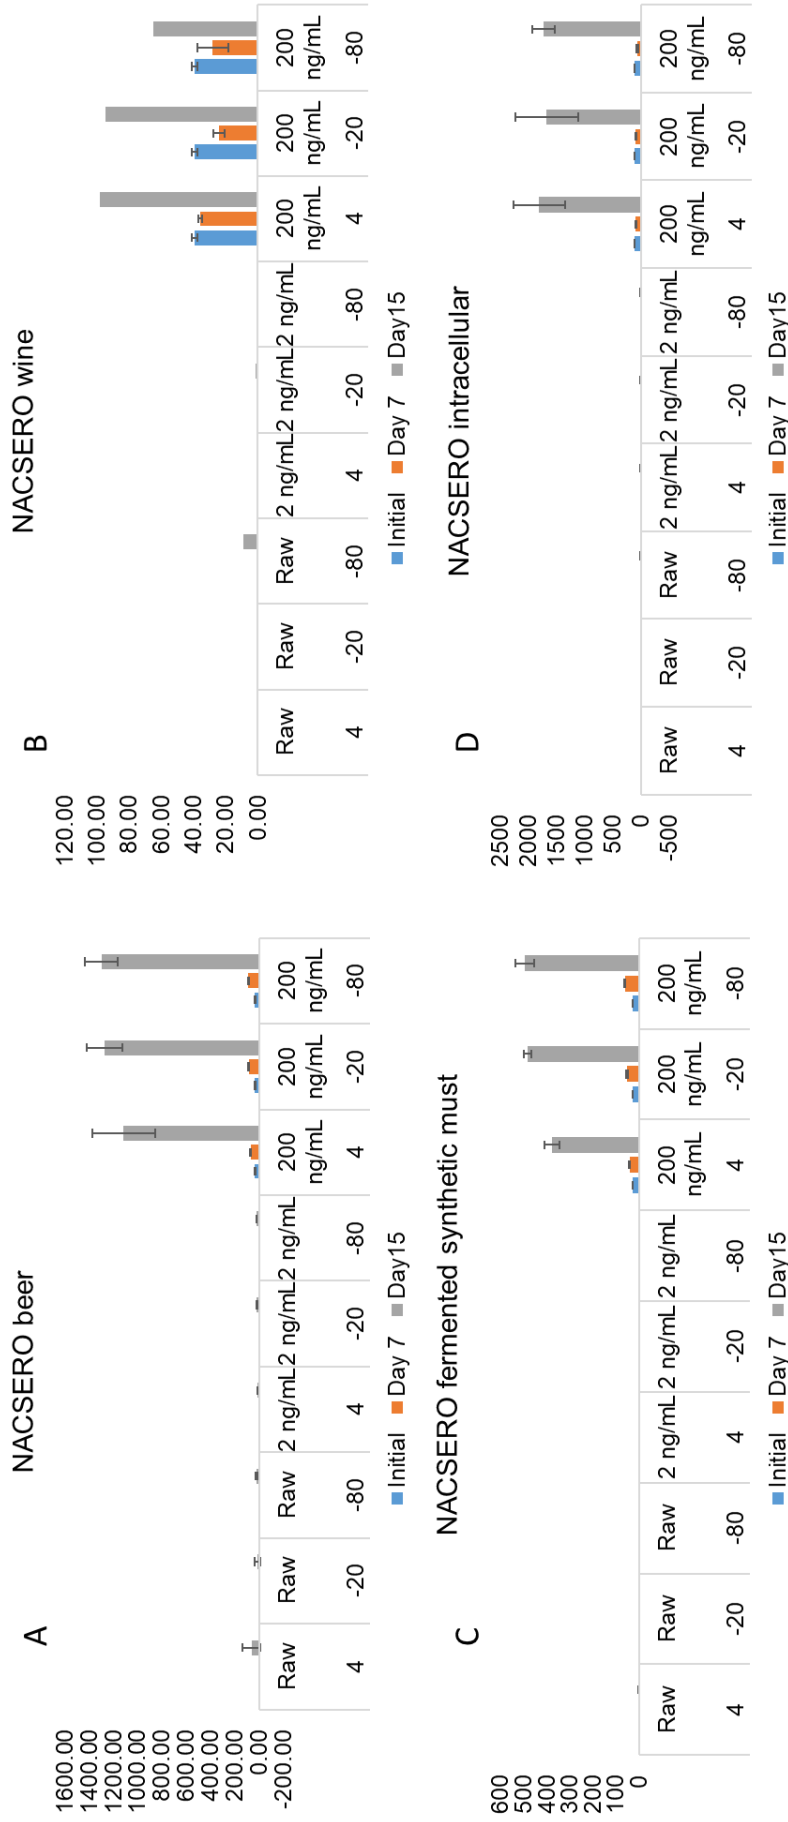 A
NACSERO beer
1600.00
1400.00
1200.00
1000.00
800.00
600.00
400.00
200.00
0.00
-200.00
Raw Raw Raw 2 ng/mL 2 ng/mL 2 ng/mL 200 ng/mL 200 ng/mL 200 ng/mL
4 -20 -80 4 -20 -80 4 -20 -80
Initial Day 7 Day15
B
NACSERO wine
120.00
100.00
80.00
60.00
40.00
20.00
0.00
Raw Raw Raw 2 ng/mL 2 ng/mL 2 ng/mL 200 ng/mL 200 ng/mL 200 ng/mL
4 -20 -80 4 -20 -80 4 -20 -80
Initial Day 7 Day15
C
NACSERO fermented synthetic must
600
500
400
300
200
100
0
Raw Raw Raw 2 ng/mL 2 ng/mL 2 ng/mL 200 ng/mL 200 ng/mL 200 ng/mL
4 -20 -80 4 -20 -80 4 -20 -80
Initial Day 7 Day15
D
NACSERO intracellular
2500
2000
1500
1000
500
0
-500
Raw Raw Raw 2 ng/mL 2 ng/mL 2 ng/mL 200 ng/mL 200 ng/mL 200 ng/mL
4 -20 -80 4 -20 -80 4 -20 -80
Initial Day 7 Day15